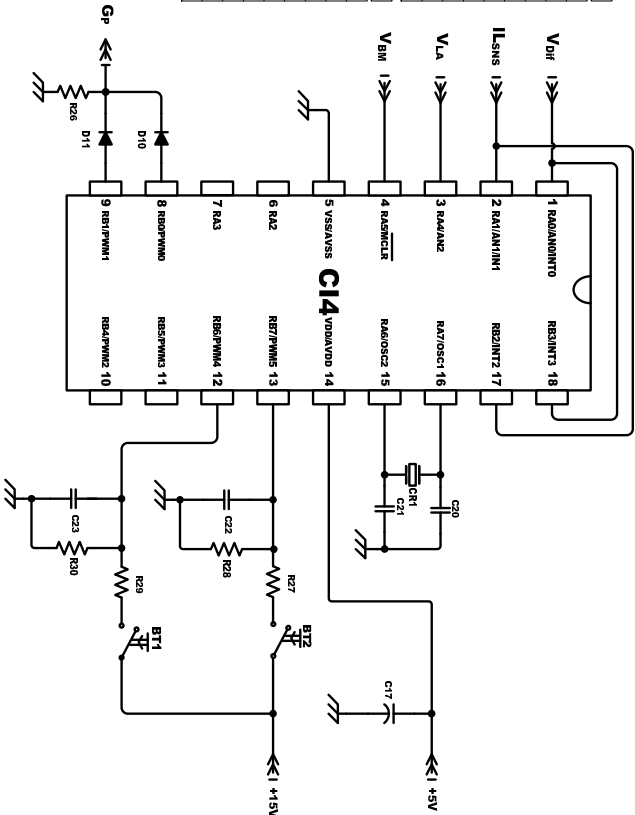 GP
R26
D11
D10
VBM
VLA
ILSNS
VDif
9 RB1/PWM1
8 RB0/PWM0
7 RA3
6 RA2
5 VSS/AVSS
4 RA5/MCLR
3 RA4/AN2
2 RA1/AN1/IN1
1 RA0/AN0/INT0
CI4
RB4/PWM2 10
RB5/PWM3 11
RB6/PWM4 12
RB7/PWM5 13
VDD/AVDD 14
RA6/OSC2 15
RA7/OSC1 16
RB2/INT2 17
RB3/INT3 18
C23
R30
R29
BT1
C22
R28
R27
BT2
CR1
C21
C20
C17
+15V
+5V